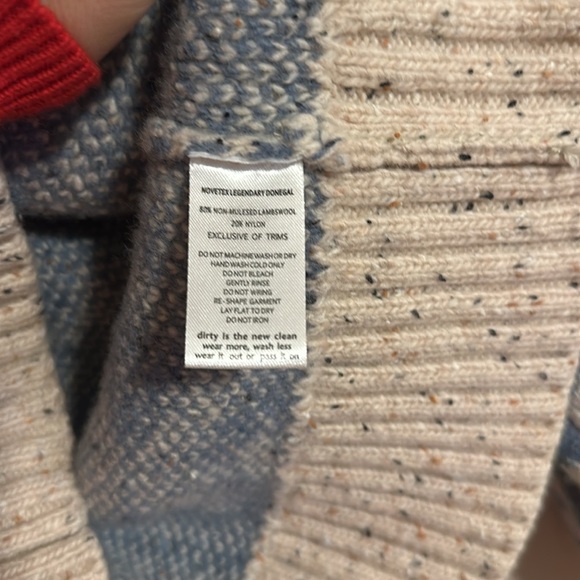 NOVETEX LEGENDARY DONEGAL
80% NON-MULESED LAMBSWOOL
20% NYLON
EXCLUSIVE OF TRIMS
DO NOT MACHINE WASH OR DRY
HAND WASH COLD ONLY
DO NOT BLEACH
GENTLY RINSE
DO NOT WRING
RE-SHAPE GARMENT
LAY FLAT TO DRY
DO NOT IRON
dirty is the new clean
wear more, wash less
wear it out or pass it on